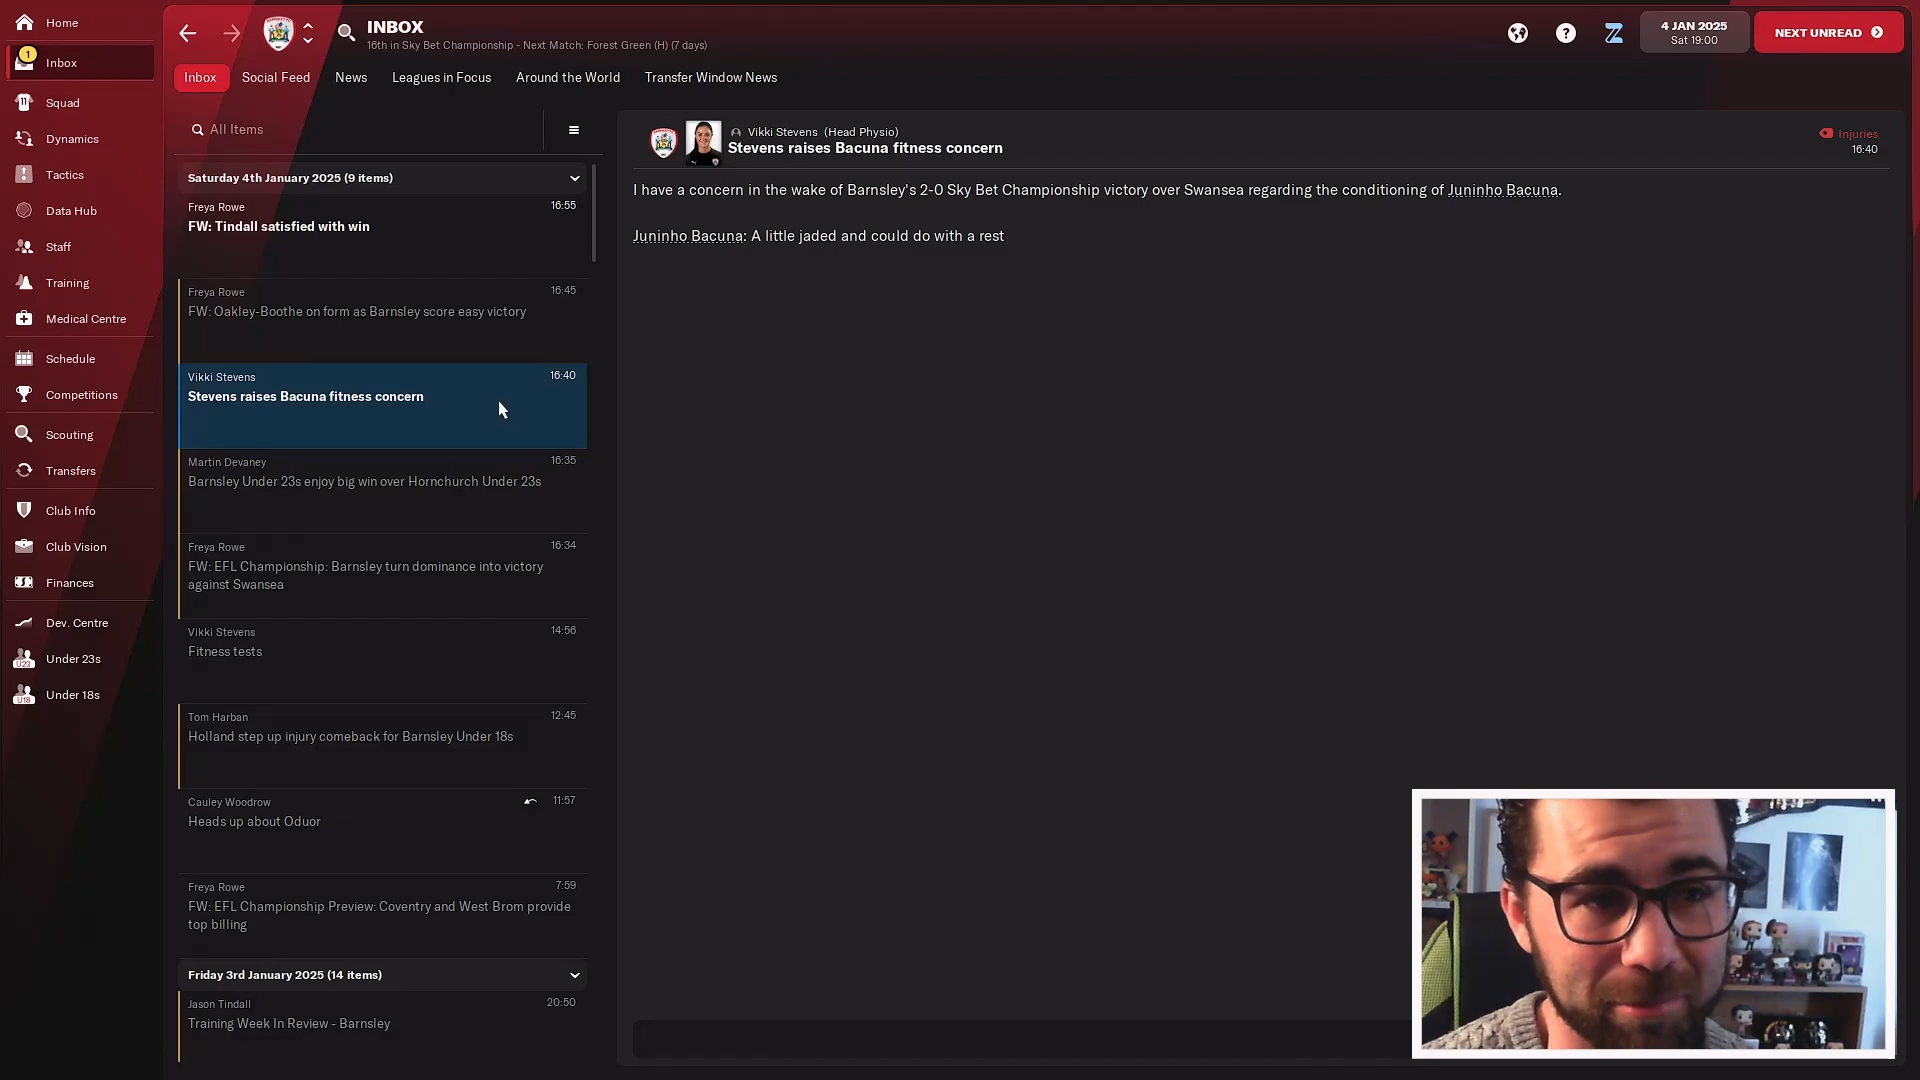 Home
1
Inbox
Squad
Dynamics
Tactics
Data Hub
Staff
Training
Medical Centre
Schedule
Competitions
Scouting
Transfers
Club Info
Club Vision
Finances
Dev. Centre
U23
Under 23s
U18
Under 18s
INBOX
16th in Sky Bet Championship - Next Match: Forest Green (H) (7 days)
?
4 JAN 2025
Sat 19:00
NEXT UNREAD
Inbox
Social Feed
News
Leagues in Focus
Around the World
Transfer Window News
All Items
Saturday 4th January 2025 (9 items)
Freya Rowe
16:55
FW: Tindall satisfied with win
Freya Rowe
16:45
FW: Oakley-Boothe on form as Barnsley score easy victory
Vikki Stevens
16:40
Stevens raises Bacuna fitness concern
Martin Devaney
16:35
Barnsley Under 23s enjoy big win over Hornchurch Under 23s
Freya Rowe
16:34
FW: EFL Championship: Barnsley turn dominance into victory
against Swansea
Vikki Stevens
14:56
Fitness tests
Tom Harban
12:45
Holland step up injury comeback for Barnsley Under 18s
Cauley Woodrow
11:57
Heads up about Oduor
Freya Rowe
7:59
FW: EFL Championship Preview: Coventry and West Brom provide
top billing
Friday 3rd January 2025 (14 items)
Jason Tindall
20:50
Training Week In Review - Barnsley
Vikki Stevens (Head Physio)
Stevens raises Bacuna fitness concern
Injuries
16:40
I have a concern in the wake of Barnsley's 2-0 Sky Bet Championship victory over Swansea regarding the conditioning of Juninho Bacuna.
Juninho Bacuna: A little jaded and could do with a rest